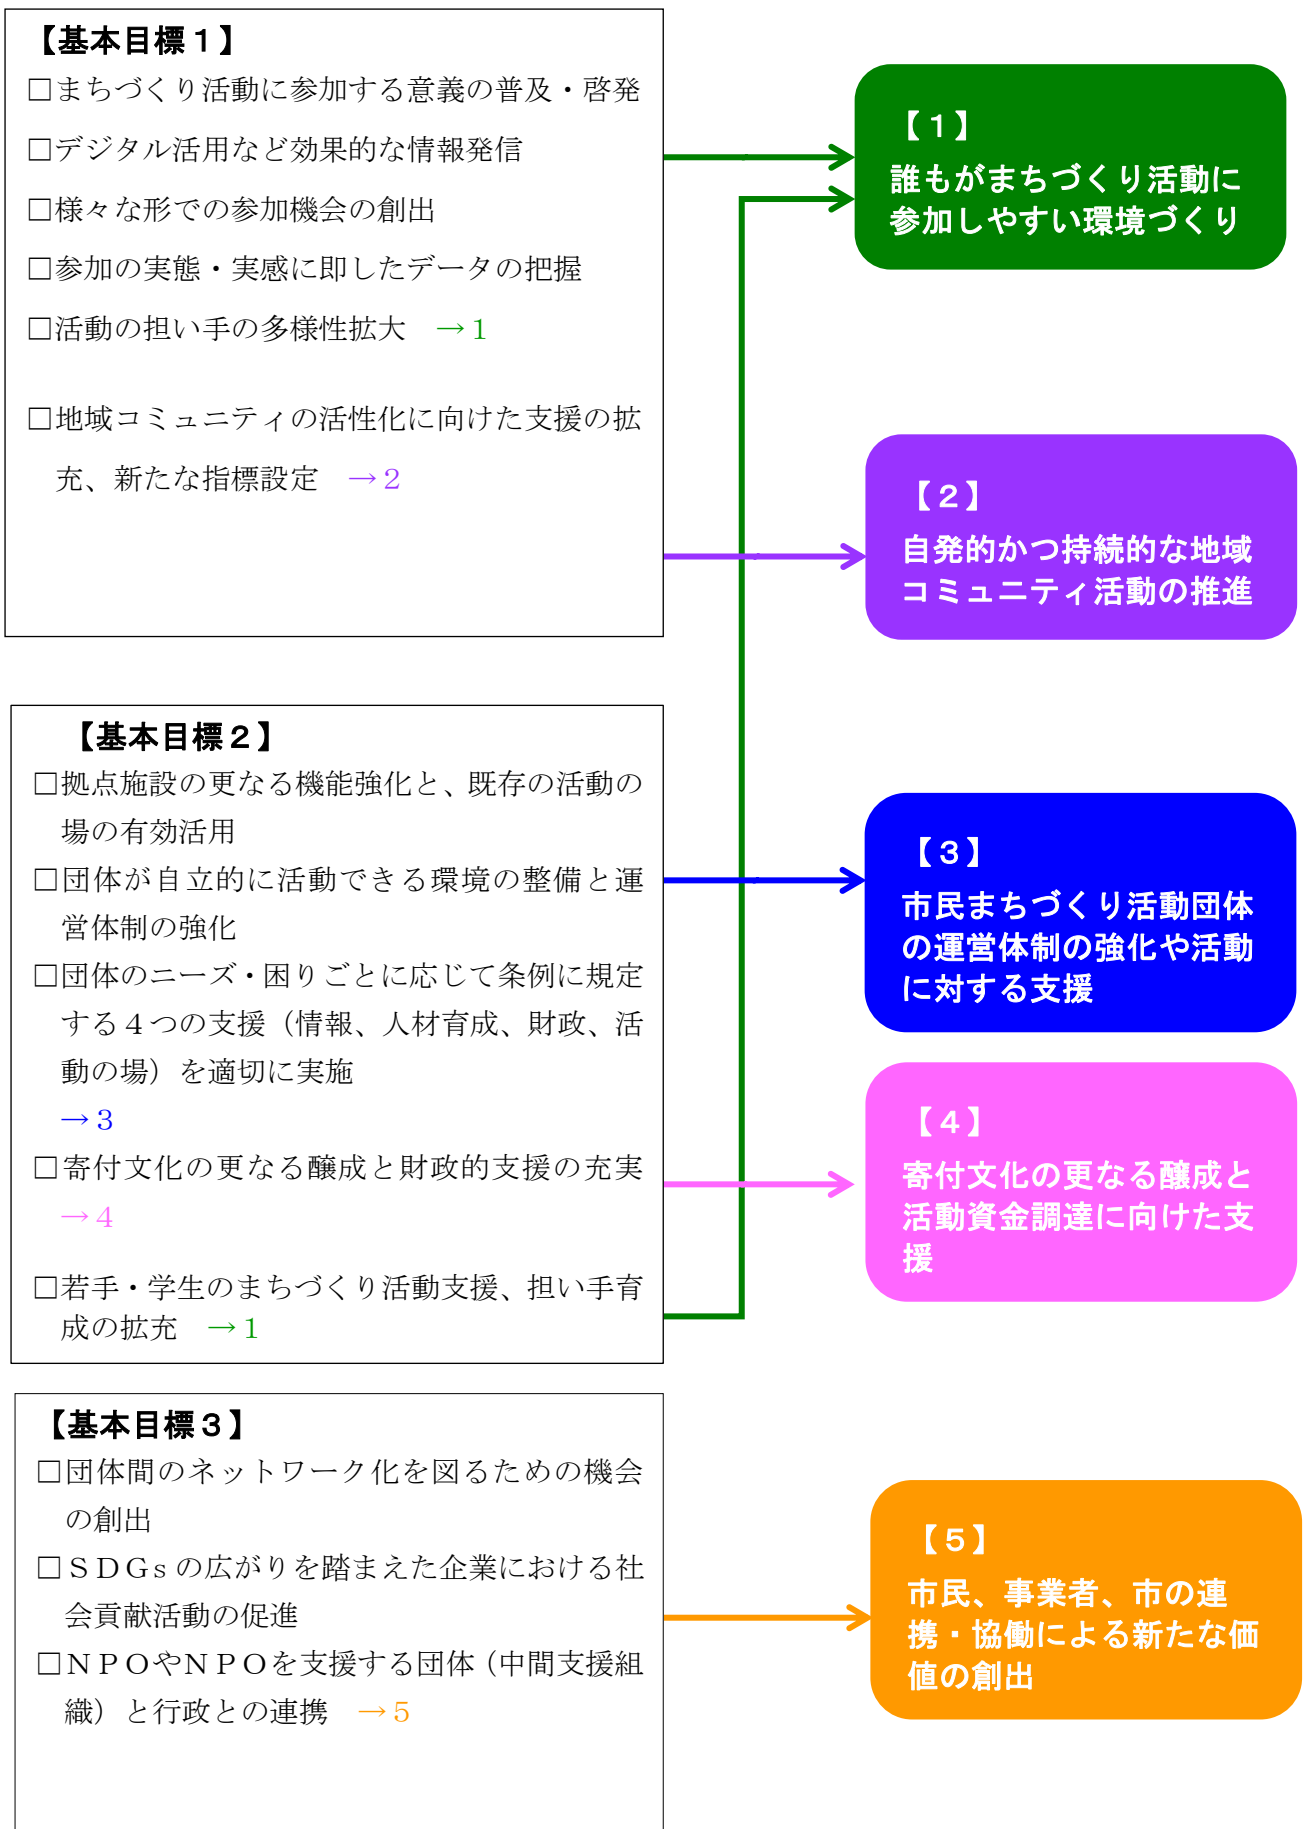 【基本目標１】
□まちづくり活動に参加する意義の普及・啓発
□デジタル活用など効果的な情報発信
□様々な形での参加機会の創出
□参加の実態・実感に即したデータの把握
□活動の担い手の多様性拡大　→１
□地域コミュニティの活性化に向けた支援の拡
充、新たな指標設定　→２
【１】
誰もがまちづくり活動に
参加しやすい環境づくり
【２】
自発的かつ持続的な地域
コミュニティ活動の推進
【基本目標２】
□拠点施設の更なる機能強化と、既存の活動の
場の有効活用
□団体が自立的に活動できる環境の整備と運
営体制の強化
□団体のニーズ・困りごとに応じて条例に規定
する４つの支援（情報、人材育成、財政、活
動の場）を適切に実施
→３
□寄付文化の更なる醸成と財政的支援の充実
→４
□若手・学生のまちづくり活動支援、担い手育
成の拡充　→１
【３】
市民まちづくり活動団体
の運営体制の強化や活動
に対する支援
【４】
寄付文化の更なる醸成と
活動資金調達に向けた支
援
【基本目標３】
□団体間のネットワーク化を図るための機会
の創出
□ＳＤＧｓの広がりを踏まえた企業における社
会貢献活動の促進
□ＮＰＯやＮＰＯを支援する団体（中間支援組
織）と行政との連携　→５
【５】
市民、事業者、市の連
携・協働による新たな価
値の創出